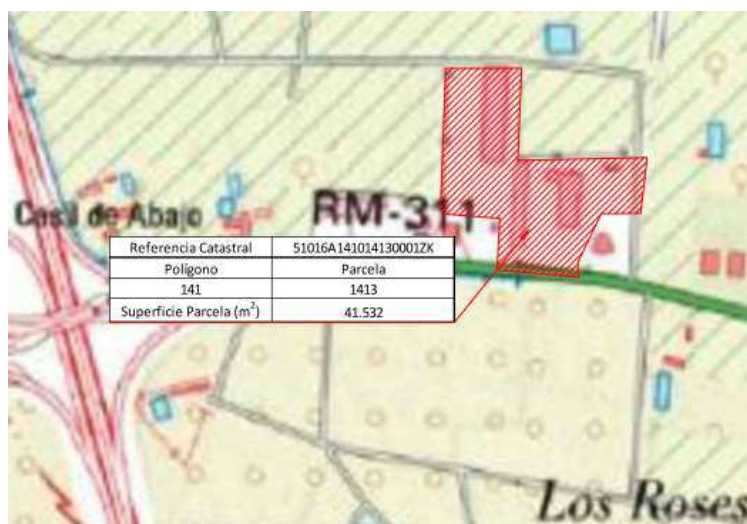 Casil de Abajo
RM-311
Referencia Catastral 51016A141014130001ZK
Polígono Parcela
141 1413
Superficie Parcela (m²) 41.532
Los Roses